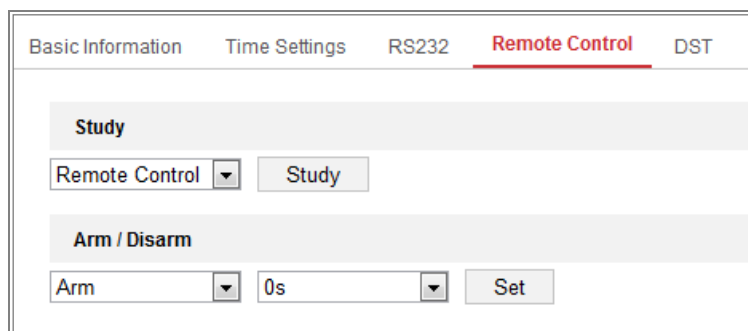 Basic Information Time Settings RS232 Remote Control DST
Study
Remote Control Study
Arm / Disarm
Arm 0s Set